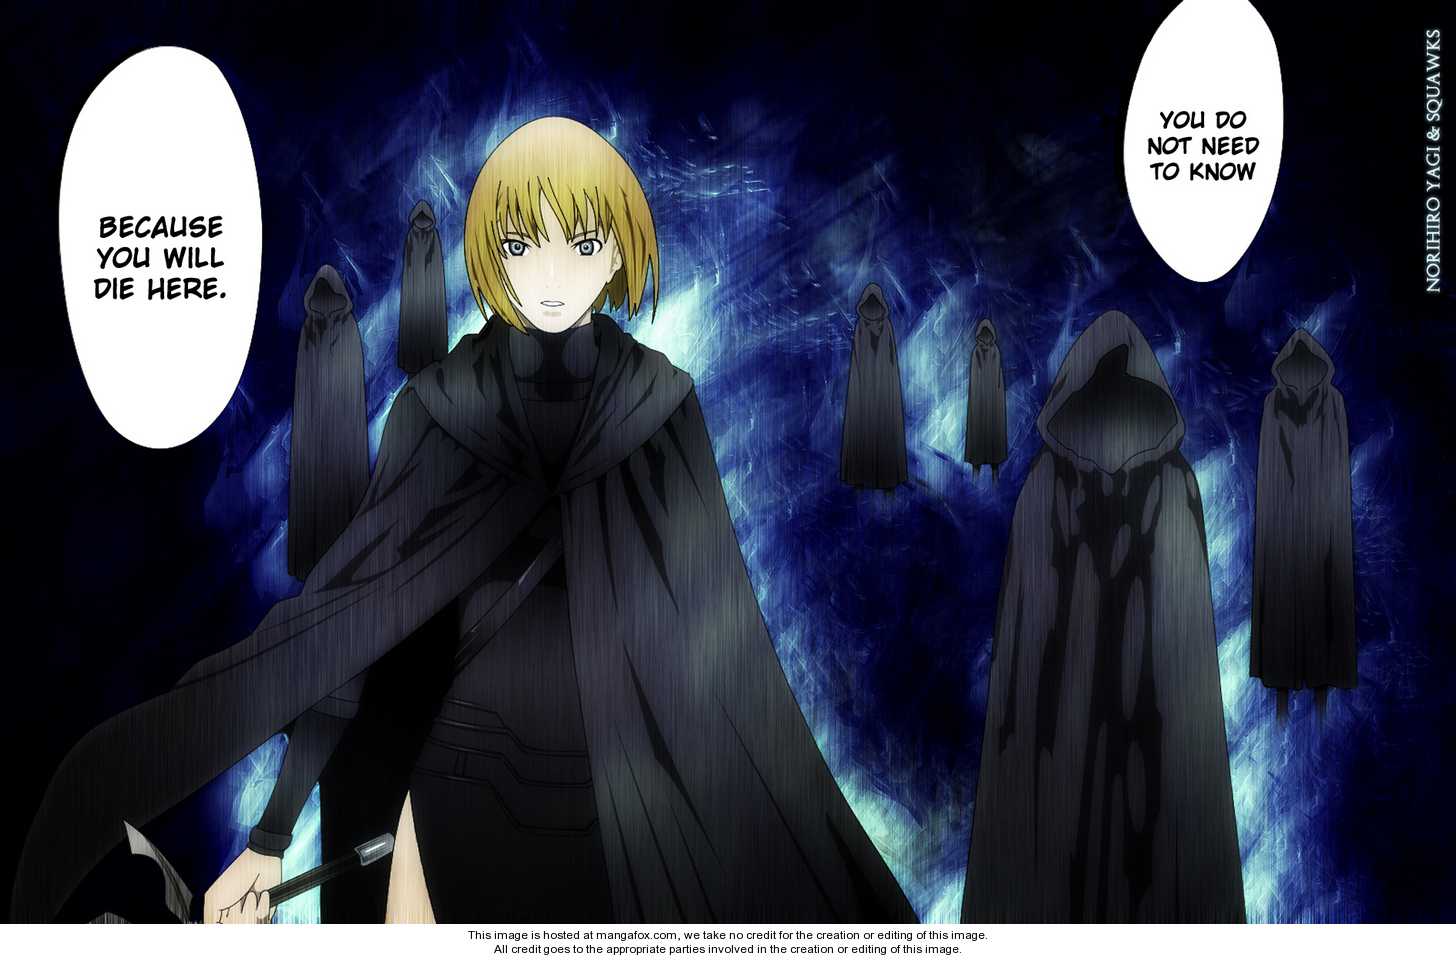 YOU DO
NOT NEED
TO KNOW
BECAUSE
YOU WILL
DIE HERE.
NORIHIRO YAGI & SQUAWKS
This image is hosted at mangafox.com, we take no credit for the creation or editing of this image.
All credit goes to the appropriate parties involved in the creation or editing of this image.